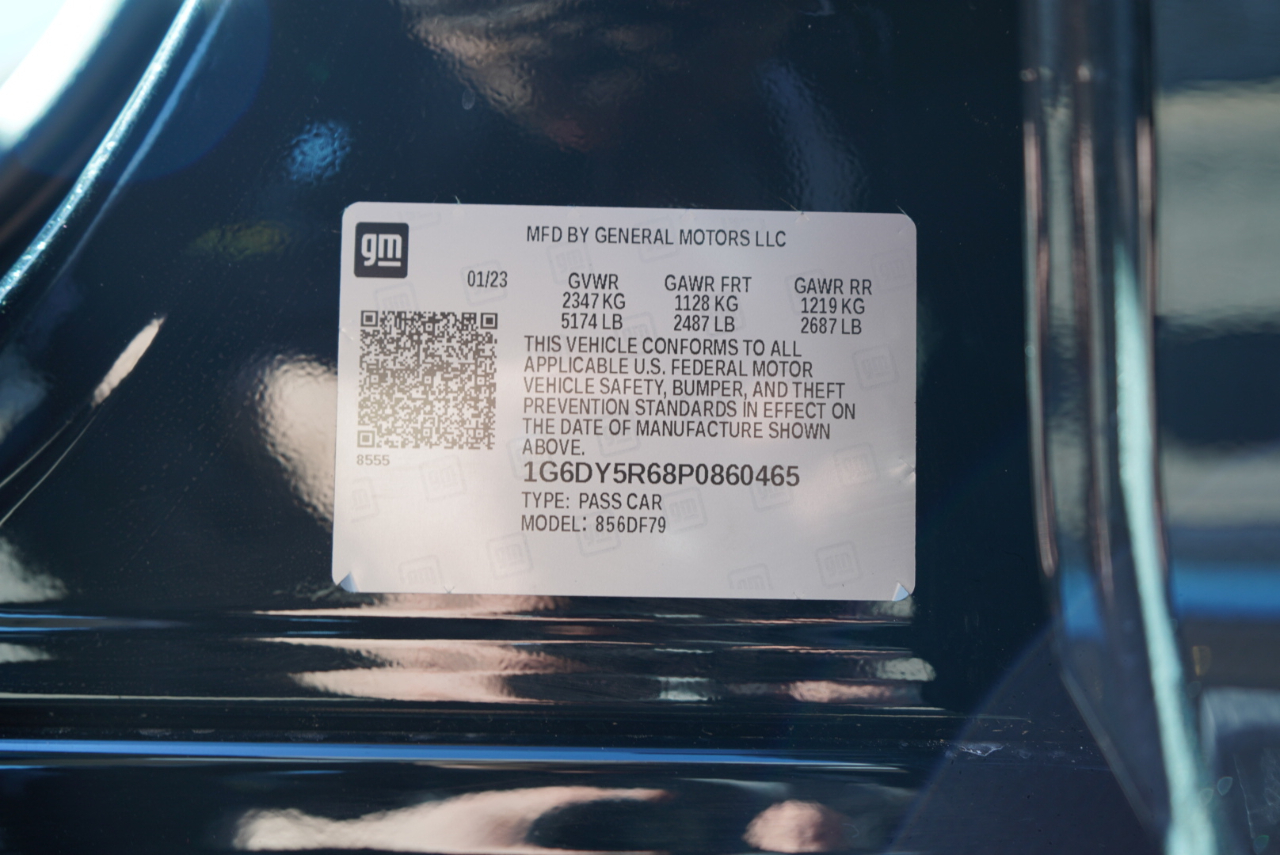 gm
MFD BY GENERAL MOTORS LLC
01/23 GVWR GAWR FRT GAWR RR
2347 KG 1128 KG 1219 KG
5174 LB 2487 LB 2687 LB
THIS VEHICLE CONFORMS TO ALL
APPLICABLE U.S. FEDERAL MOTOR
VEHICLE SAFETY, BUMPER, AND THEFT
PREVENTION STANDARDS IN EFFECT ON
THE DATE OF MANUFACTURE SHOWN
ABOVE.
8555
1G6DY5R68P0860465
TYPE: PASS CAR
MODEL: 856DF79